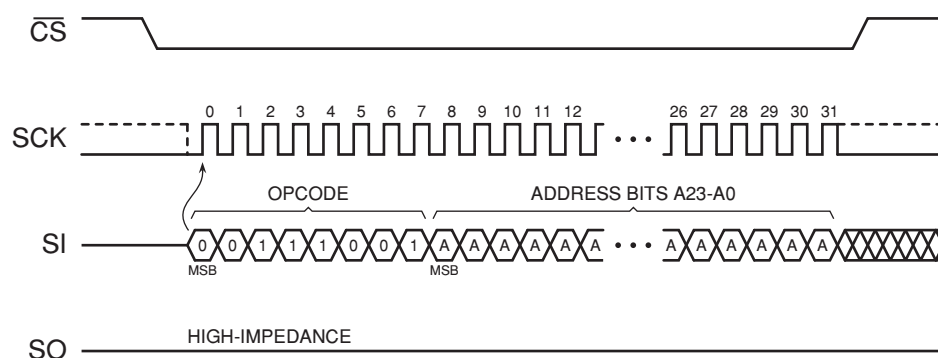 C̅S̅
0 1 2 3 4 5 6 7 8 9 10 11 12 26 27 28 29 30 31
SCK
OPCODE ADDRESS BITS A23-A0
SI 0 0 1 1 1 0 0 1 A A A A A A A A A A A A
MSB MSB
HIGH-IMPEDANCE
SO